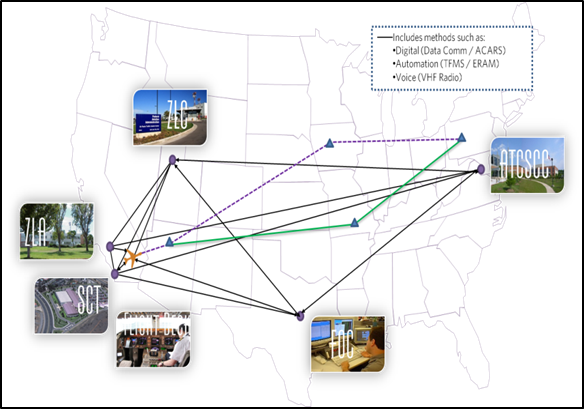 Includes methods such as:
•Digital (Data Comm / ACARS)
•Automation (TFMS / ERAM)
•Voice (VHF Radio)
ZLC
ATCSCC
ZLA
SCT
FLIGHT DECK
FOC